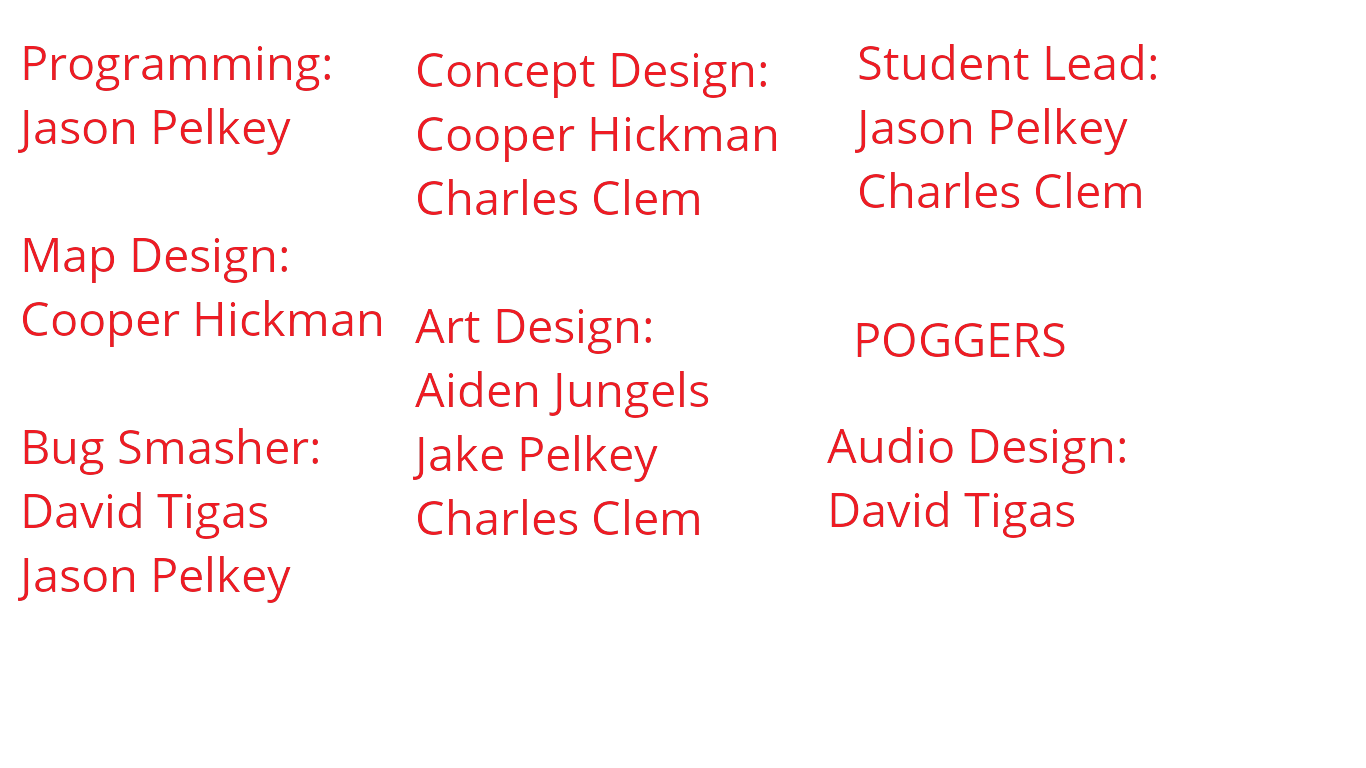 Programming:
Jason Pelkey
Map Design:
Cooper Hickman
Bug Smasher:
David Tigas
Jason Pelkey
Concept Design:
Cooper Hickman
Charles Clem
Art Design:
Aiden Jungels
Jake Pelkey
Charles Clem
Student Lead:
Jason Pelkey
Charles Clem
POGGERS
Audio Design:
David Tigas